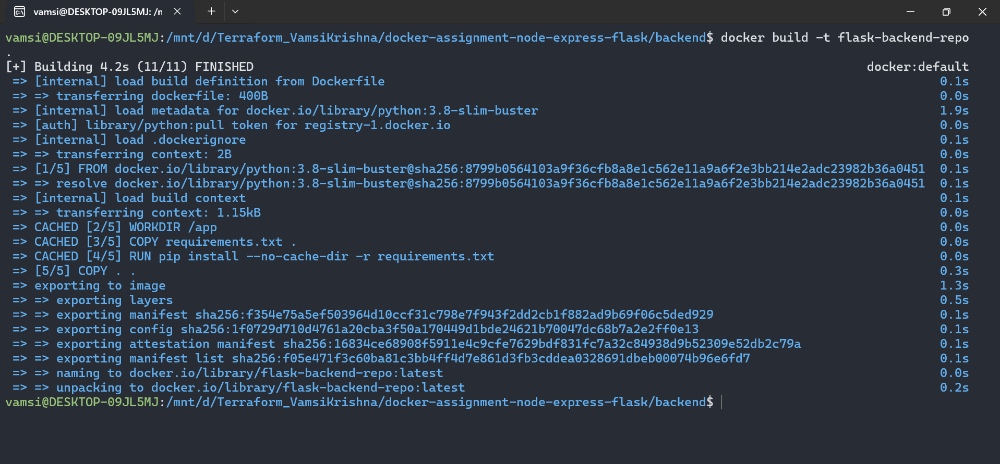 vamsi@DESKTOP-09JL5MJ: /n
vamsi@DESKTOP-09JL5MJ:/mnt/d/Terraform_VamsiKrishna/docker-assignment-node-express-flask/backend$ docker build -t flask-backend-repo
.
[+] Building 4.2s (11/11) FINISHED docker:default
=> [internal] load build definition from Dockerfile 0.1s
=> => transferring dockerfile: 400B 0.0s
=> [internal] load metadata for docker.io/library/python:3.8-slim-buster 1.9s
=> [auth] library/python:pull token for registry-1.docker.io 0.0s
=> [internal] load .dockerignore 0.1s
=> => transferring context: 2B 0.0s
=> [1/5] FROM docker.io/library/python:3.8-slim-buster@sha256:8799b0564103a9f36cfb8a8e1c562e11a9a6f2e3bb214e2adc23982b36a0451 0.1s
=> => resolve docker.io/library/python:3.8-slim-buster@sha256:8799b0564103a9f36cfb8a8e1c562e11a9a6f2e3bb214e2adc23982b36a0451 0.1s
=> [internal] load build context 0.1s
=> => transferring context: 1.15kB 0.0s
=> CACHED [2/5] WORKDIR /app 0.0s
=> CACHED [3/5] COPY requirements.txt . 0.0s
=> CACHED [4/5] RUN pip install --no-cache-dir -r requirements.txt 0.0s
=> [5/5] COPY . . 0.3s
=> exporting to image 1.3s
=> => exporting layers 0.5s
=> => exporting manifest sha256:f354e75a5ef503964d10ccf31c798e7f943f2dd2cb1f882ad9b69f06c5ded929 0.1s
=> => exporting config sha256:1f0729d710d4761a20cba3f50a170449d1bde24621b70047dc68b7a2e2ff0e13 0.1s
=> => exporting attestation manifest sha256:16834ce68908f5911e4c9cfe7629bdf831fc7a32c84938d9b52309e52db2c79a 0.1s
=> => exporting manifest list sha256:f05e471f3c60ba81c3bb4ff4d7e861d3fb3cddea0328691dbeb00074b96e6fd7 0.1s
=> => naming to docker.io/library/flask-backend-repo:latest 0.0s
=> => unpacking to docker.io/library/flask-backend-repo:latest 0.2s
vamsi@DESKTOP-09JL5MJ:/mnt/d/Terraform_VamsiKrishna/docker-assignment-node-express-flask/backend$